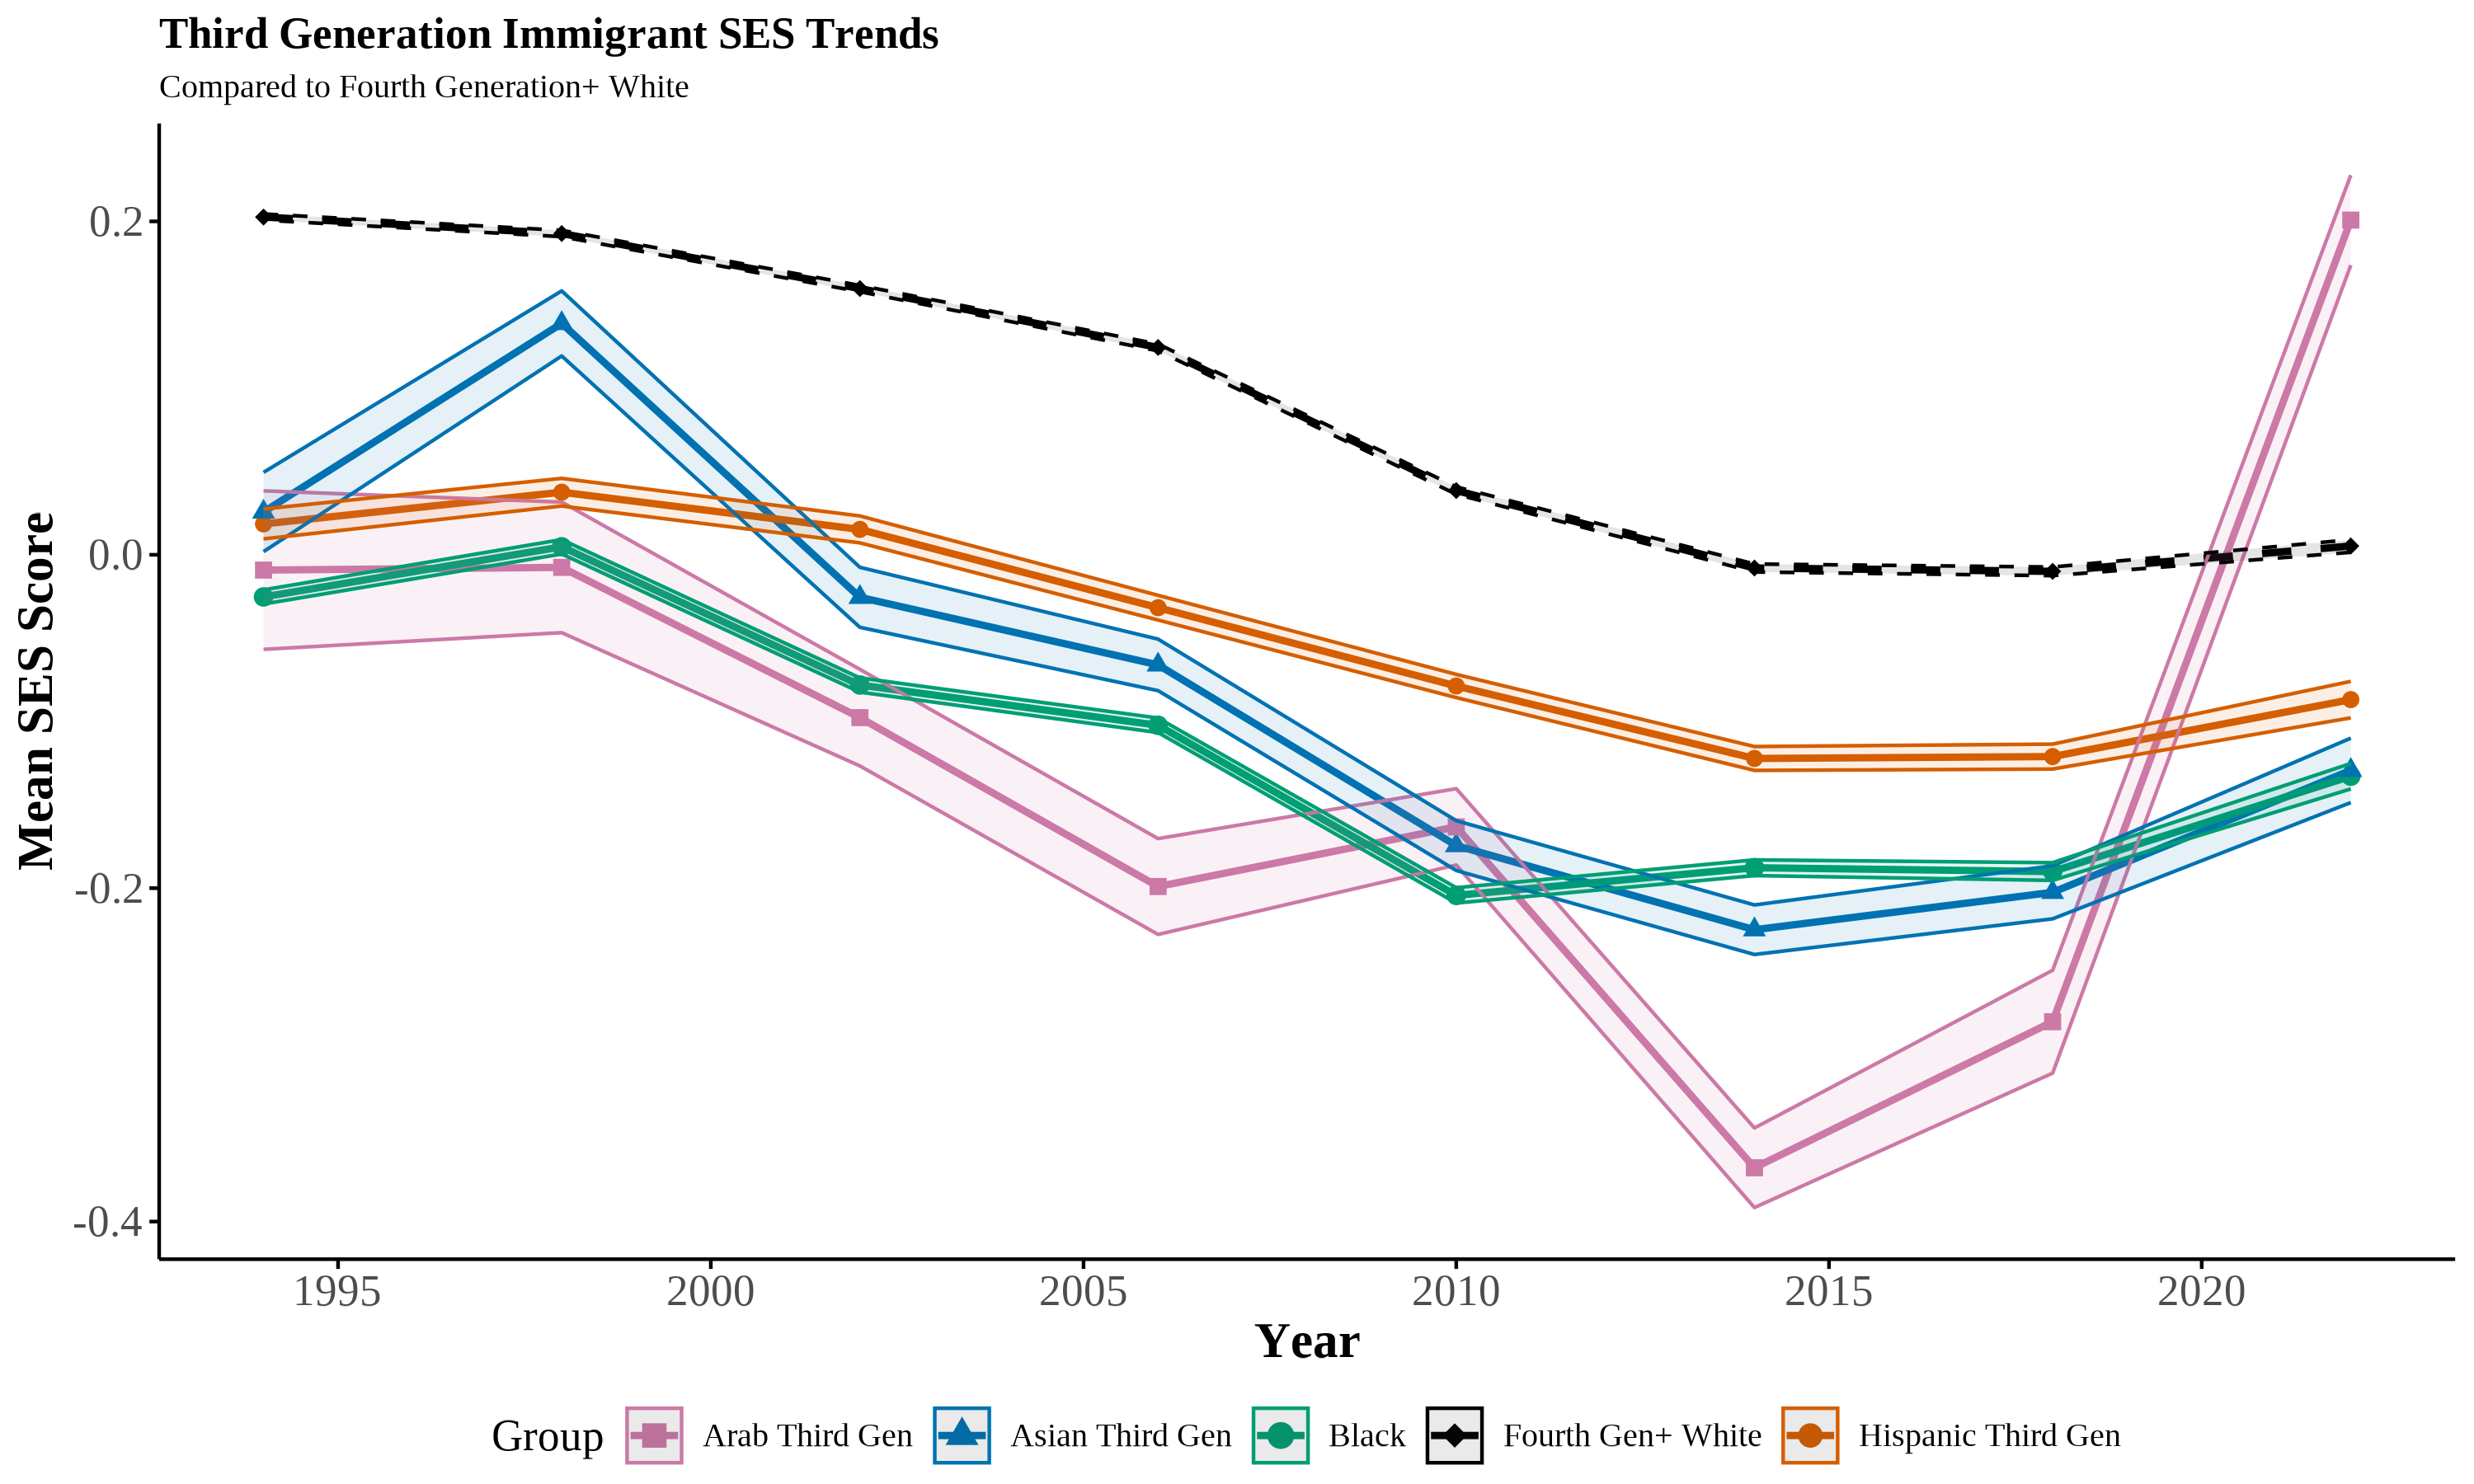 Third Generation Immigrant SES Trends
Compared to Fourth Generation+ White
Mean SES Score
0.2
0.0
-0.2
-0.4
1995 2000 2005 2010 2015 2020
Year
Group Arab Third Gen Asian Third Gen Black Fourth Gen+ White Hispanic Third Gen